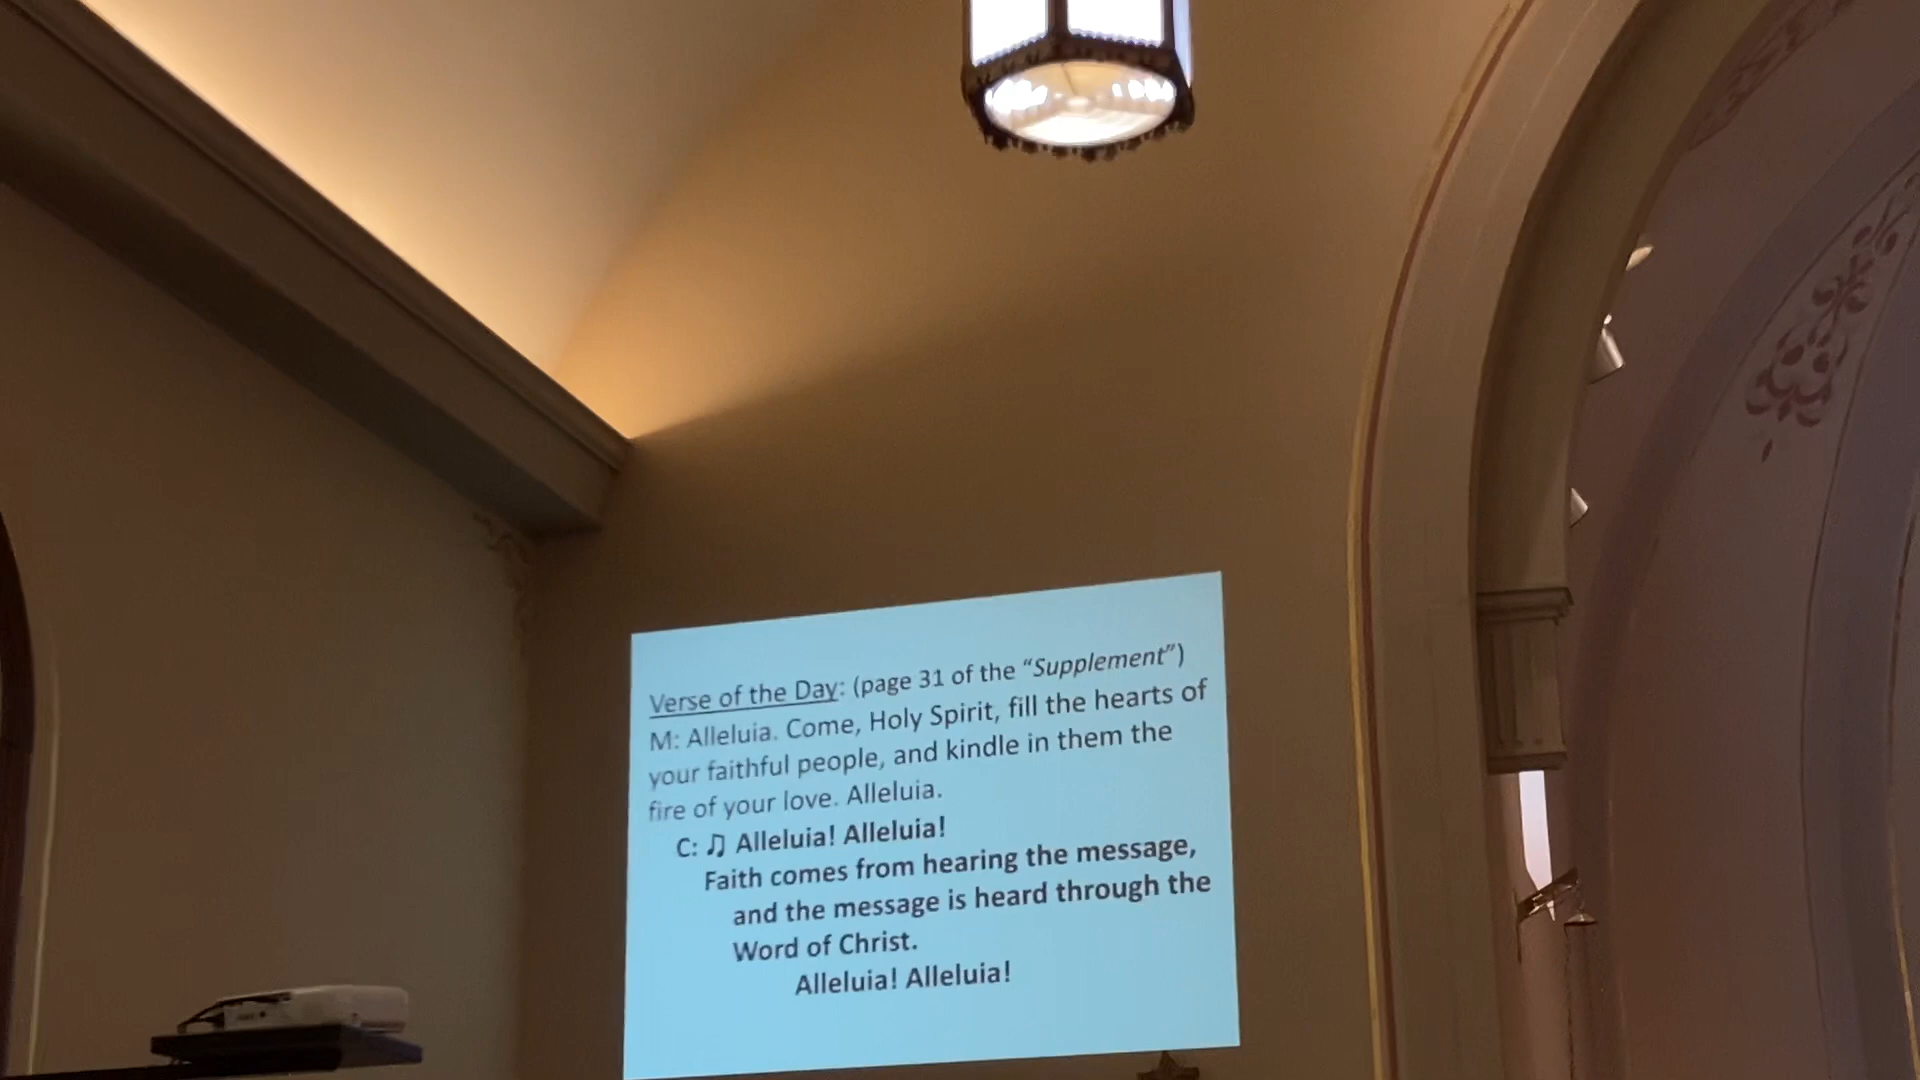 Verse of the Day: (page 31 of the “Supplement”)
M: Alleluia. Come, Holy Spirit, fill the hearts of
your faithful people, and kindle in them the
fire of your love. Alleluia.
C: ♫ Alleluia! Alleluia!
Faith comes from hearing the message,
and the message is heard through the
Word of Christ.
Alleluia! Alleluia!